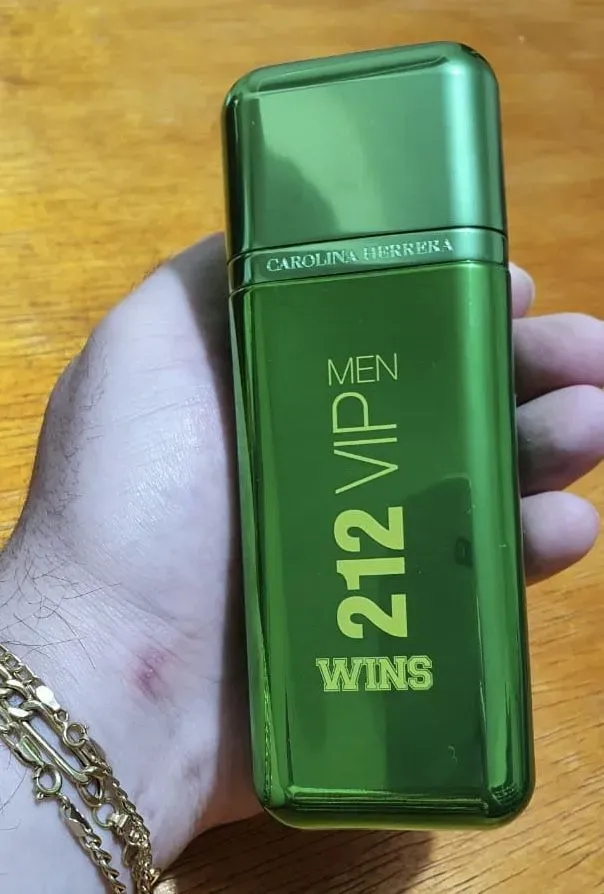 CAROLINA HERRERA
MEN
212 VIP
WINS